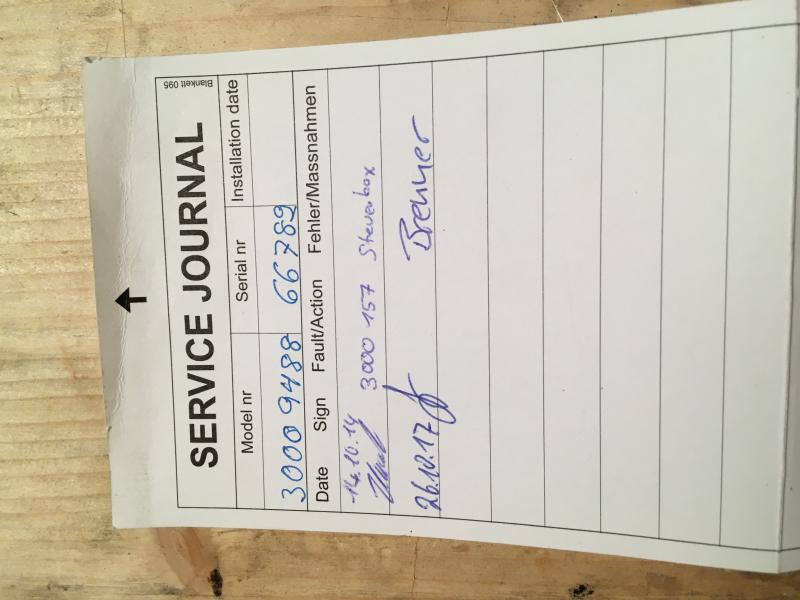 SERVICE JOURNAL
Blankett 095
Model nr Serial nr Installation date
3000 9488 66789
Date Sign Fault/Action Fehler/Massnahmen
14.10.14
3000 157 Steuerbox
26.10.17 Brenner